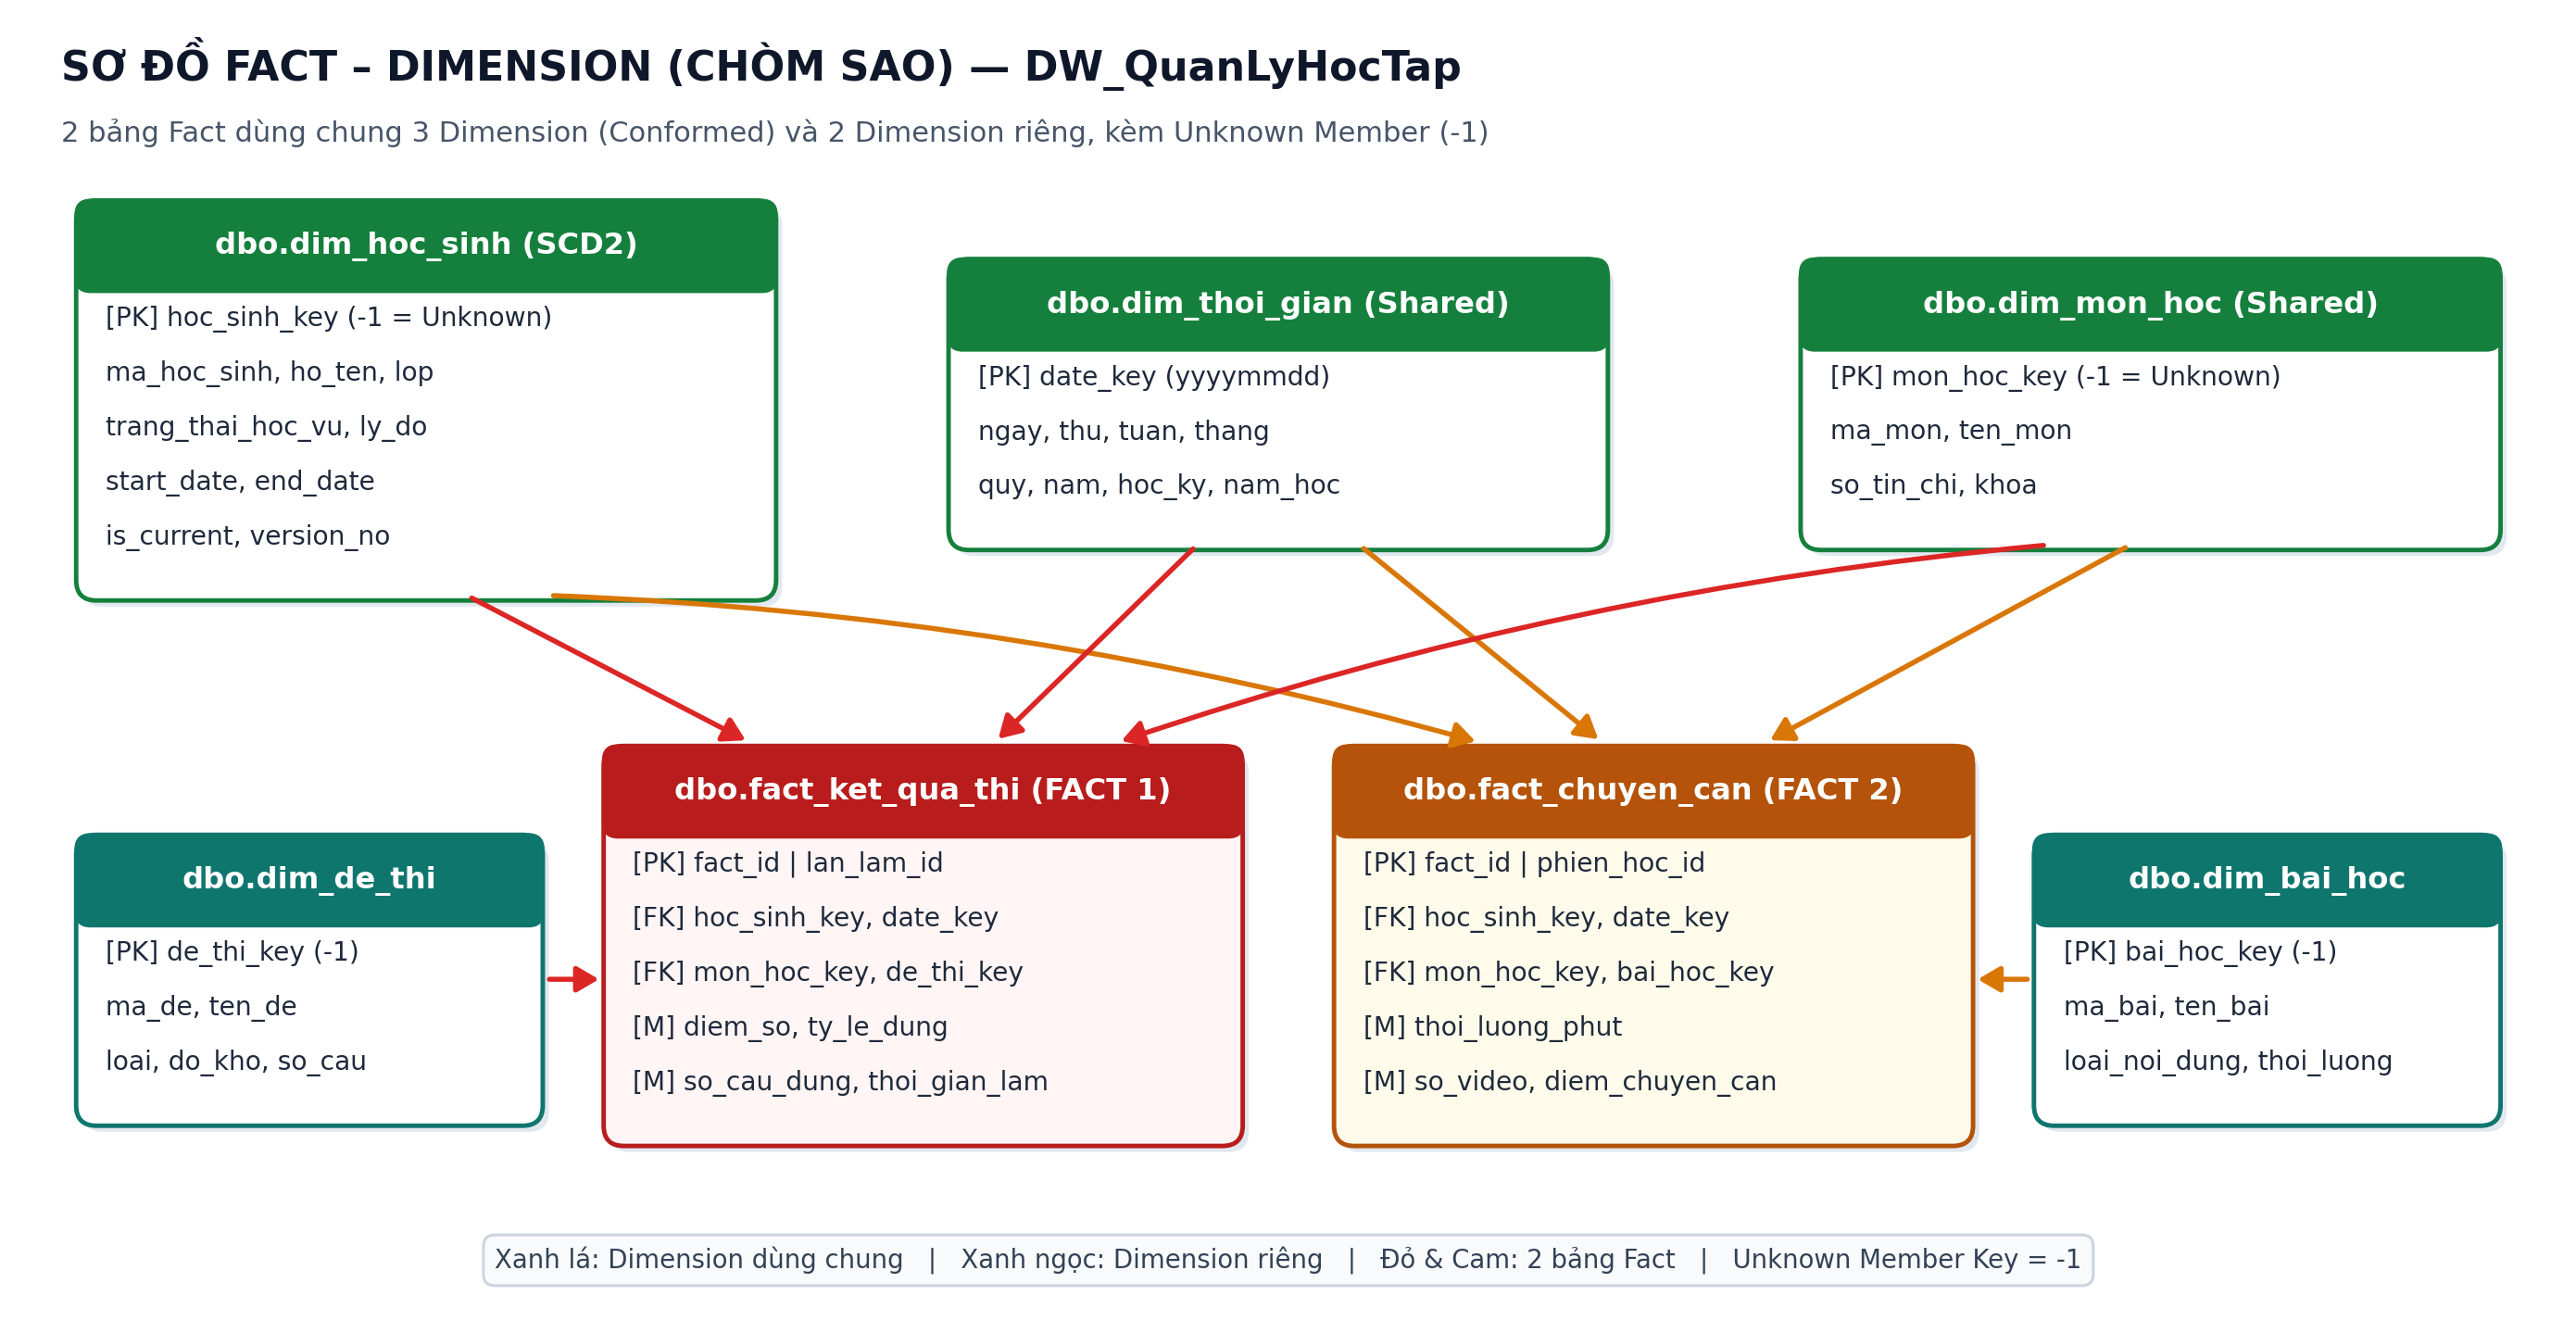 SƠ ĐỒ FACT – DIMENSION (CHÒM SAO) — DW_QuanLyHocTap
2 bảng Fact dùng chung 3 Dimension (Conformed) và 2 Dimension riêng, kèm Unknown Member (-1)
dbo.dim_hoc_sinh (SCD2)
[PK] hoc_sinh_key (-1 = Unknown)
ma_hoc_sinh, ho_ten, lop
trang_thai_hoc_vu, ly_do
start_date, end_date
is_current, version_no
dbo.dim_thoi_gian (Shared)
[PK] date_key (yyyymmdd)
ngay, thu, tuan, thang
quy, nam, hoc_ky, nam_hoc
dbo.dim_mon_hoc (Shared)
[PK] mon_hoc_key (-1 = Unknown)
ma_mon, ten_mon
so_tin_chi, khoa
dbo.dim_de_thi
[PK] de_thi_key (-1)
ma_de, ten_de
loai, do_kho, so_cau
dbo.fact_ket_qua_thi (FACT 1)
[PK] fact_id | lan_lam_id
[FK] hoc_sinh_key, date_key
[FK] mon_hoc_key, de_thi_key
[M] diem_so, ty_le_dung
[M] so_cau_dung, thoi_gian_lam
dbo.fact_chuyen_can (FACT 2)
[PK] fact_id | phien_hoc_id
[FK] hoc_sinh_key, date_key
[FK] mon_hoc_key, bai_hoc_key
[M] thoi_luong_phut
[M] so_video, diem_chuyen_can
dbo.dim_bai_hoc
[PK] bai_hoc_key (-1)
ma_bai, ten_bai
loai_noi_dung, thoi_luong
Xanh lá: Dimension dùng chung | Xanh ngọc: Dimension riêng | Đỏ & Cam: 2 bảng Fact | Unknown Member Key = -1